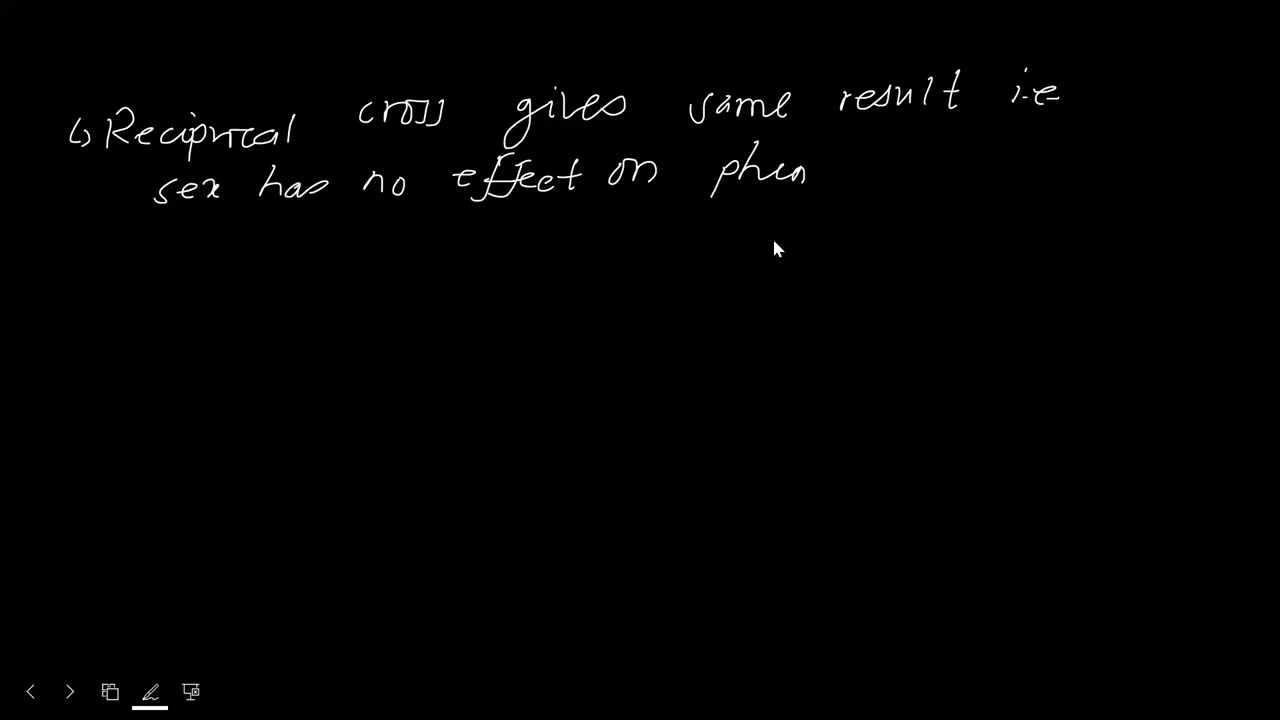 ↳ Reciprocal cross gives same result i.e
sex has no effect on phen